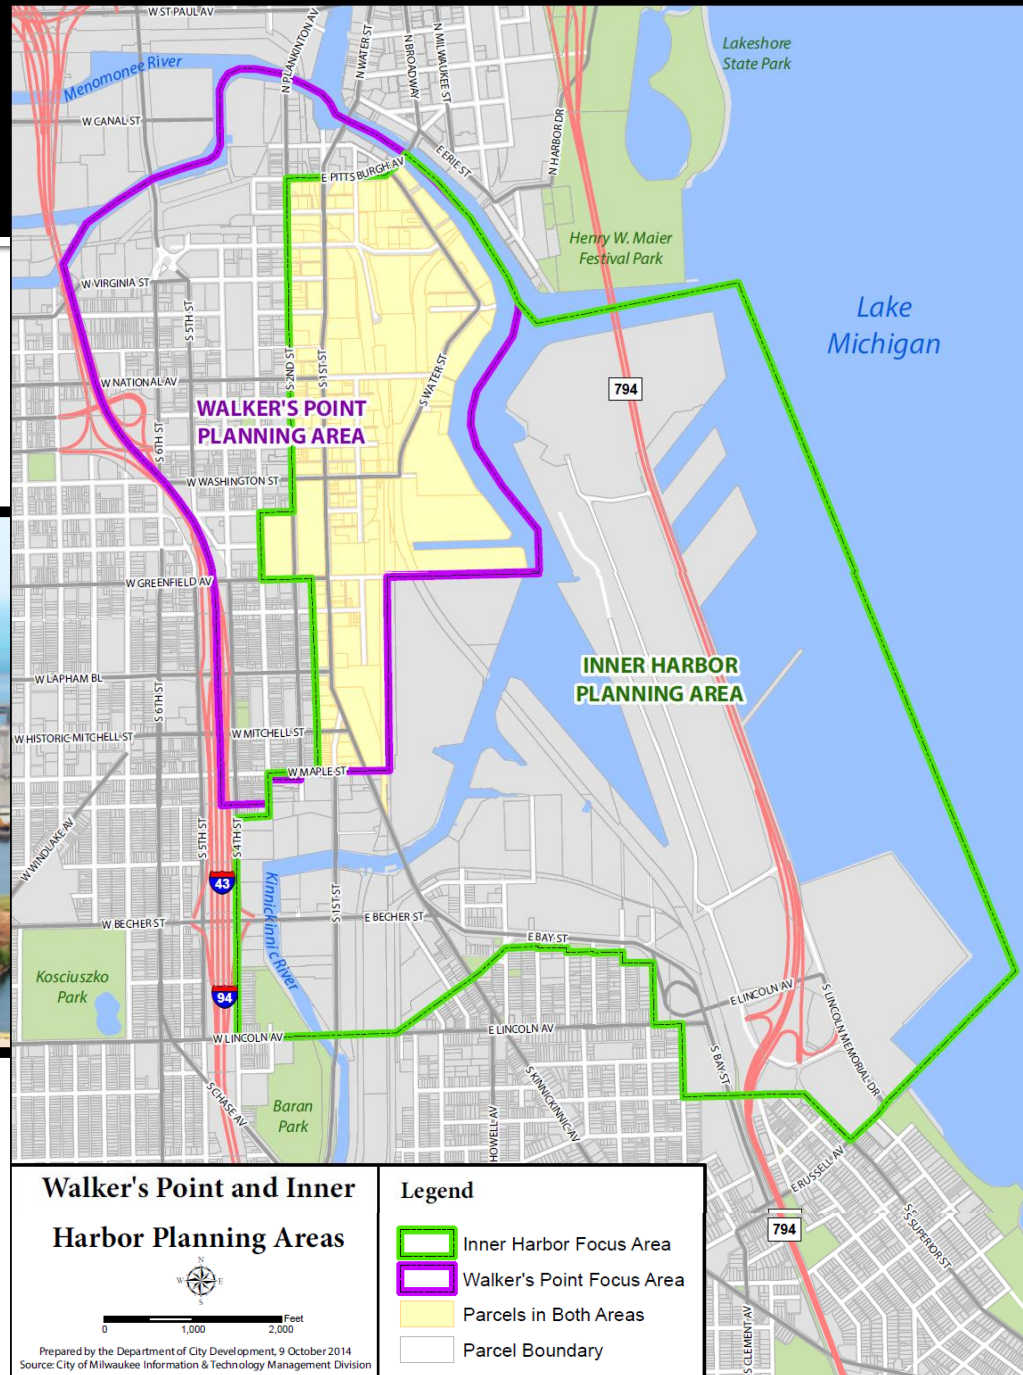 W ST PAUL AV
N PLANKINTON AV
N WATER ST
N BROADWAY
N MILWAUKEE ST
Lakeshore
State Park
Menomonee River
W CANAL ST
N HARBOR DR
E ERIE ST
E PITTSBURGH AV
Henry W. Maier
Festival Park
W VIRGINIA ST
Lake
Michigan
S 5TH ST
S 2ND ST
S 1ST ST
S WATER ST
W NATIONAL AV
794
WALKER'S POINT
PLANNING AREA
S 6TH ST
W WASHINGTON ST
W GREENFIELD AV
INNER HARBOR
PLANNING AREA
W LAPHAM BL
S 6TH ST
W HISTORIC MITCHELL ST
W MITCHELL ST
W MAPLE ST
W WINDLAKE AV
S 5TH ST
S 4TH ST
43
Kinnickinnic River
S 1ST ST
W BECHER ST
E BECHER ST
E BAY ST
Kosciuszko
Park
94
E LINCOLN AV
S LINCOLN MEMORIAL DR
W LINCOLN AV
E LINCOLN AV
S BAY ST
S CHASE AV
Baran
Park
HOWELL AV
S KINNICKINNIC AV
E RUSSELL AV
S SUPERIOR ST
794
S CLEMENT AV
Walker's Point and Inner
Harbor Planning Areas
N
W E
S
Feet
0 1,000 2,000
Prepared by the Department of City Development, 9 October 2014
Source: City of Milwaukee Information & Technology Management Division
Legend
Inner Harbor Focus Area
Walker's Point Focus Area
Parcels in Both Areas
Parcel Boundary